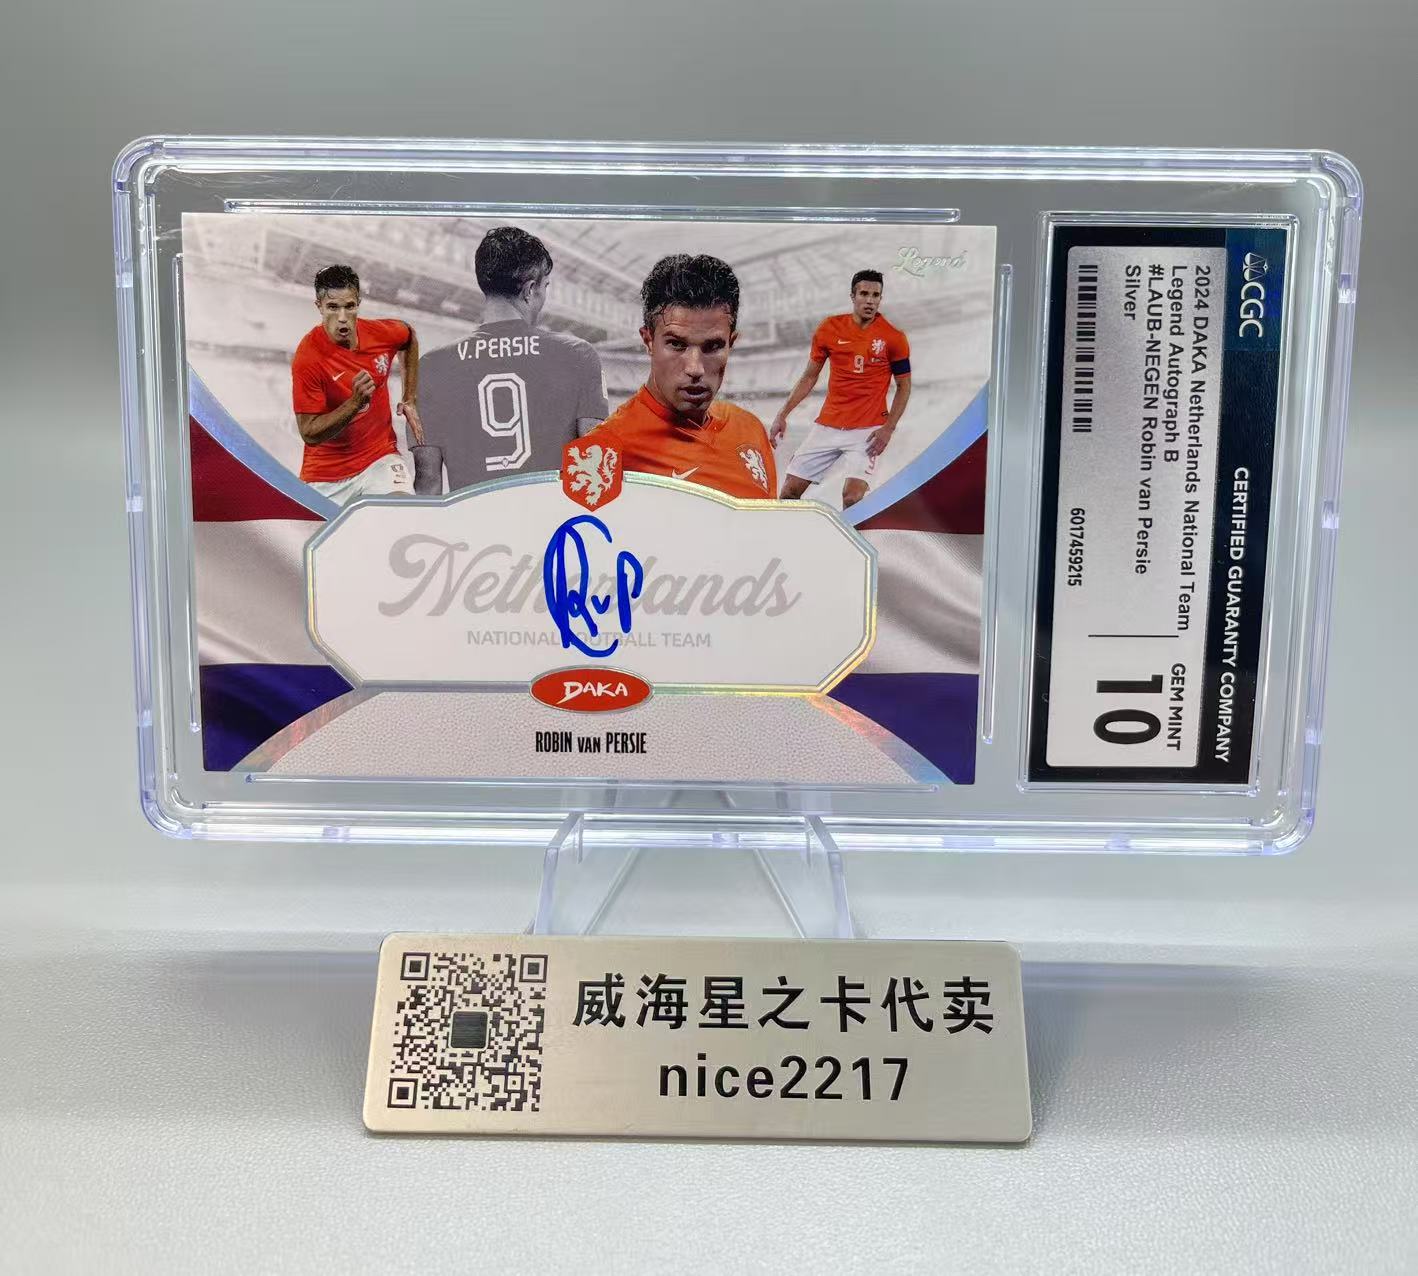 Legend
V.PERSIE
9
9
Netherlands
NATIONAL FOOTBALL TEAM
RvP
DAKA
ROBIN VAN PERSIE
CGC
CERTIFIED GUARANTY COMPANY
2024 DAKA Netherlands National Team
Legend Autograph B
#LAUB-NEGEN Robin van Persie
Silver
6017459215
GEM MINT
10
威海星之卡代卖
nice2217